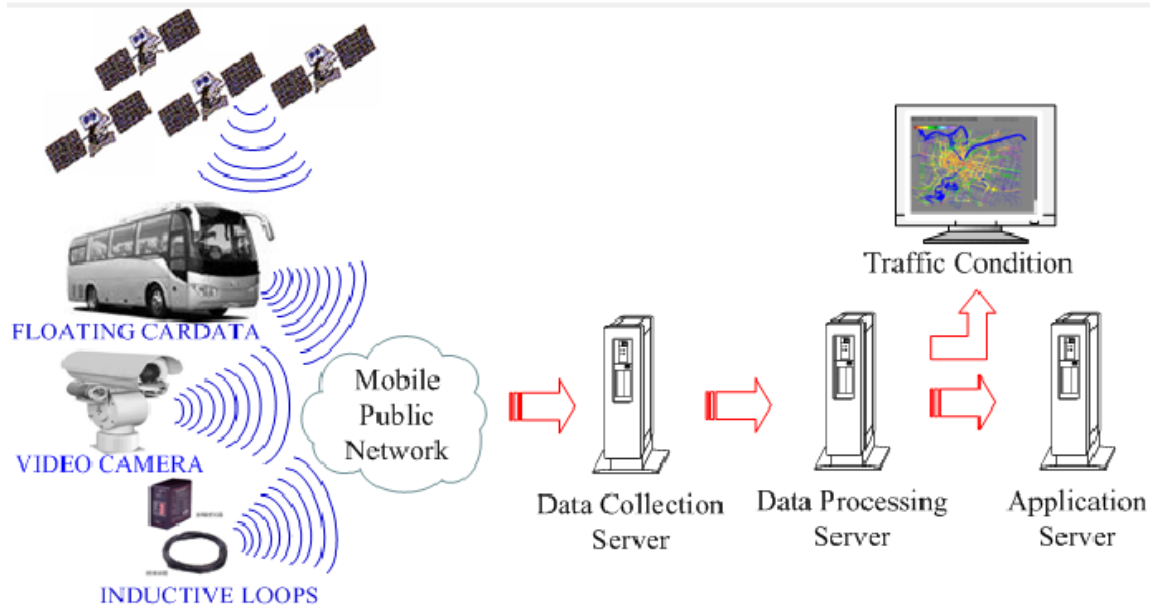 FLOATING CARDATA
VIDEO CAMERA
INDUCTIVE LOOPS
Mobile
Public
Network
Data Collection
Server
Data Processing
Server
Traffic Condition
Application
Server